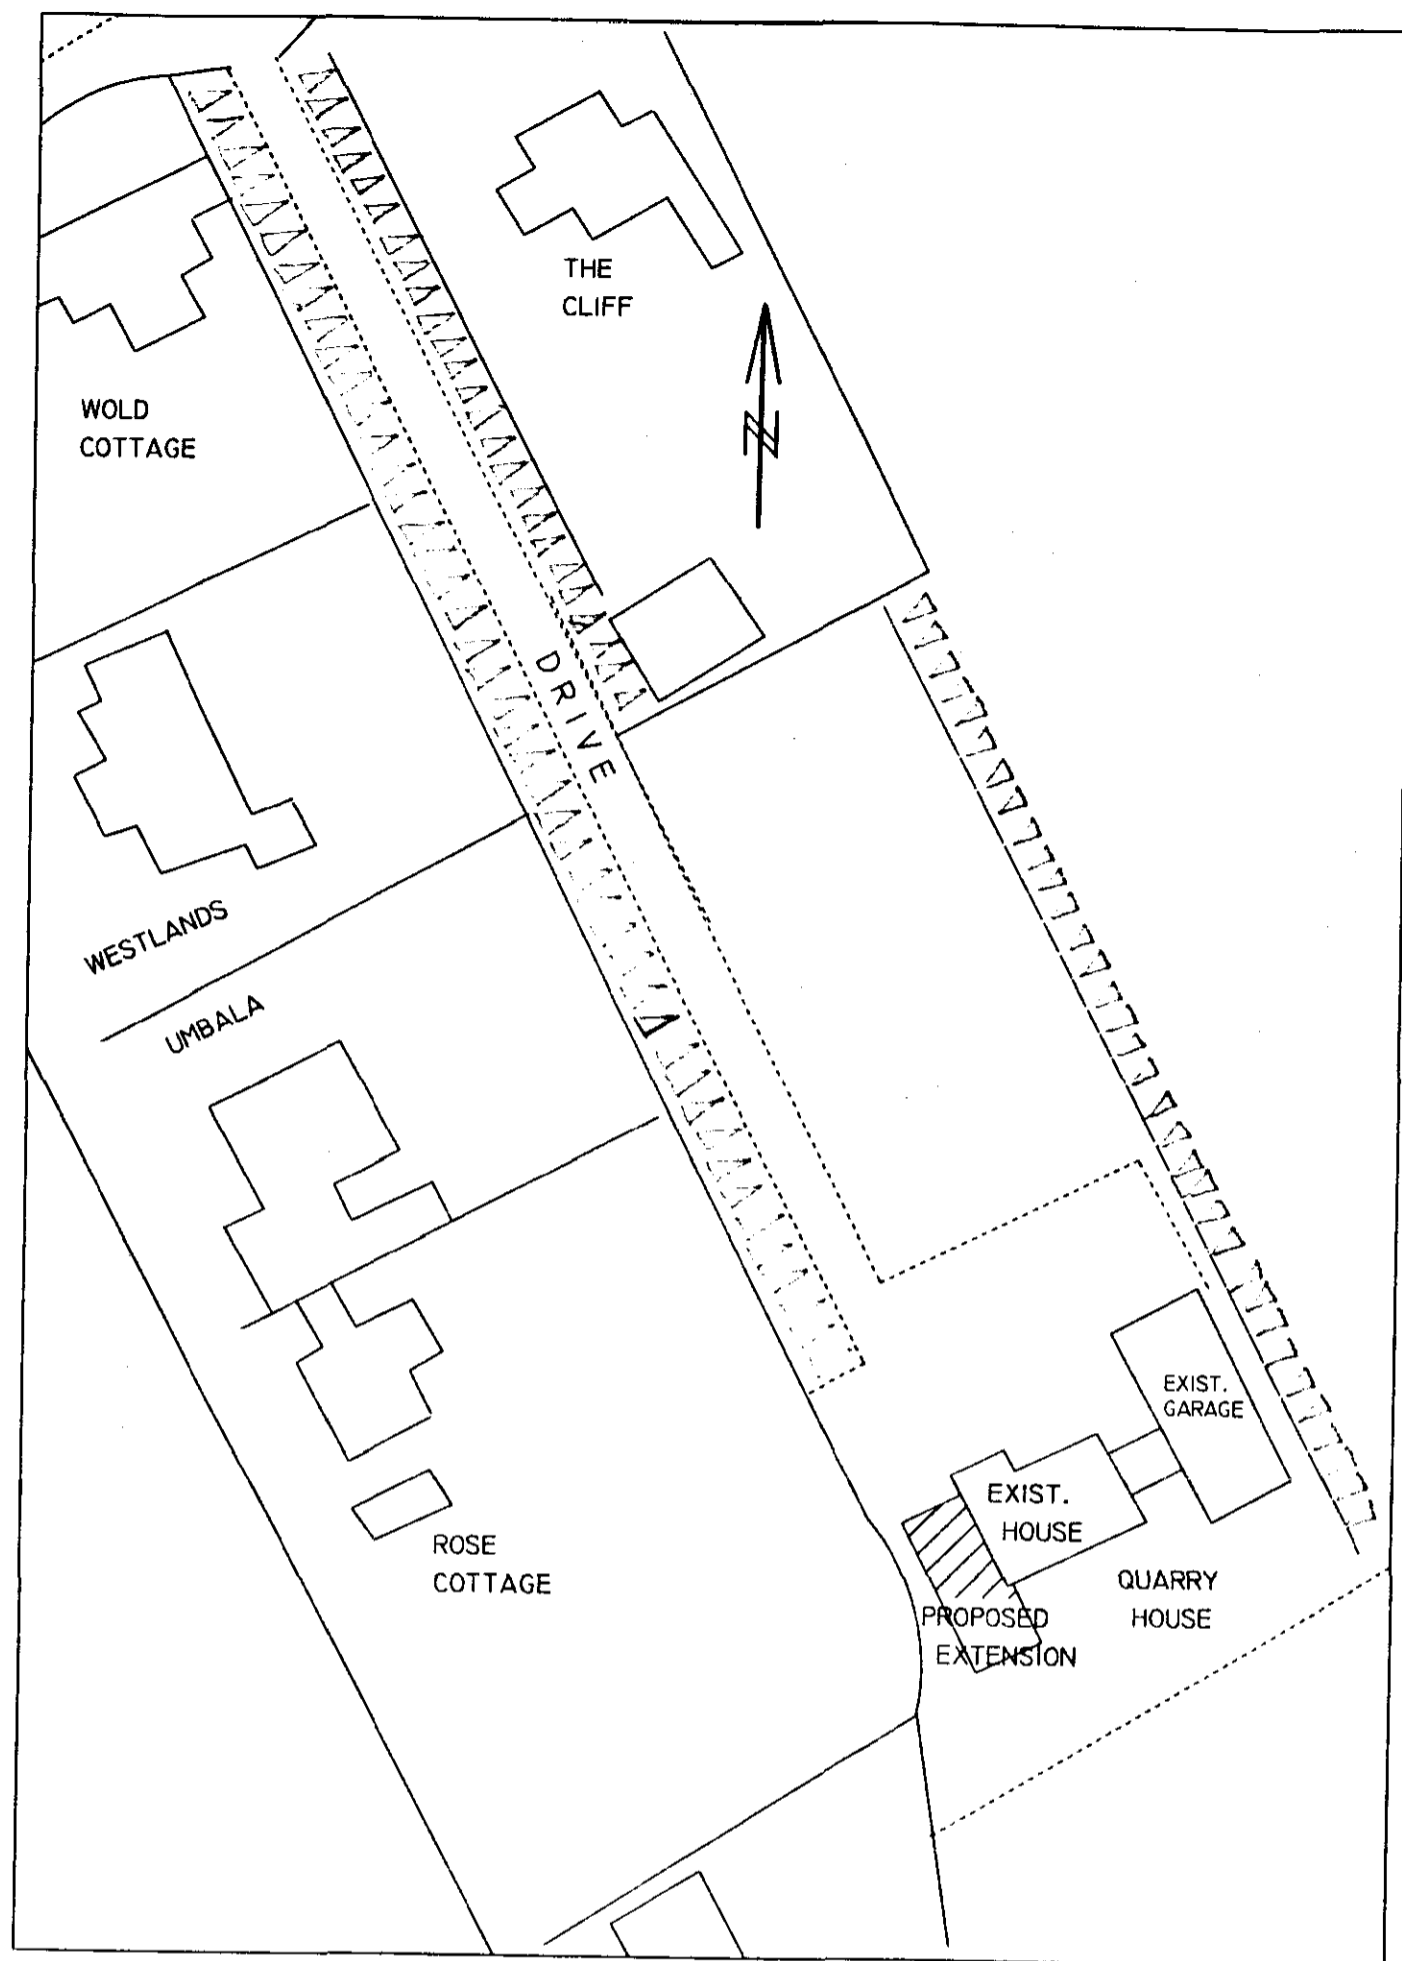 THE
CLIFF
N
WOLD
COTTAGE
DRIVE
WESTLANDS
UMBALA
EXIST.
GARAGE
EXIST.
HOUSE
ROSE
COTTAGE
QUARRY
HOUSE
PROPOSED
EXTENSION